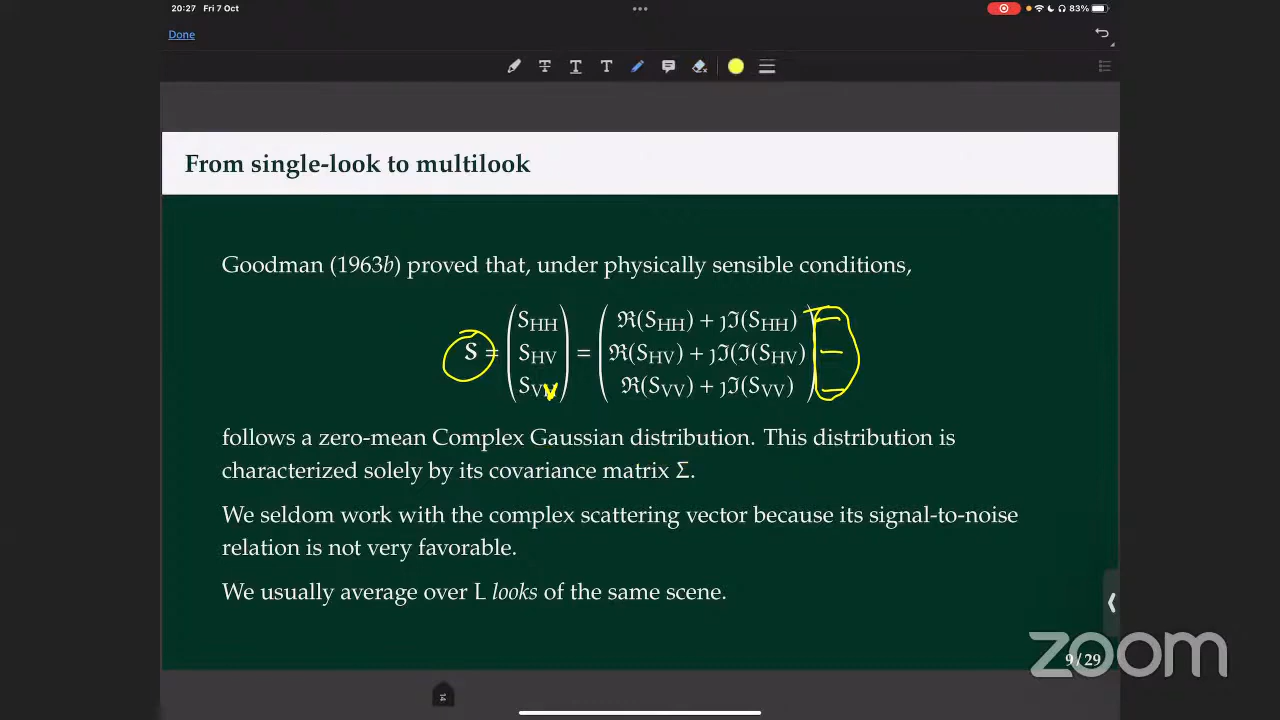 20:27 Fri 7 Oct
83%
Done
From single-look to multilook
Goodman (1963b) proved that, under physically sensible conditions,
S = (S_HH S_HV S_V) = (ℜ(S_HH) + ȷℑ(S_HH) ℜ(S_HV) + ȷℑ(ℑ(S_HV) ℜ(S_VV) + ȷℑ(S_VV))
follows a zero-mean Complex Gaussian distribution. This distribution is
characterized solely by its covariance matrix Σ.
We seldom work with the complex scattering vector because its signal-to-noise
relation is not very favorable.
We usually average over L looks of the same scene.
9/29
zoom